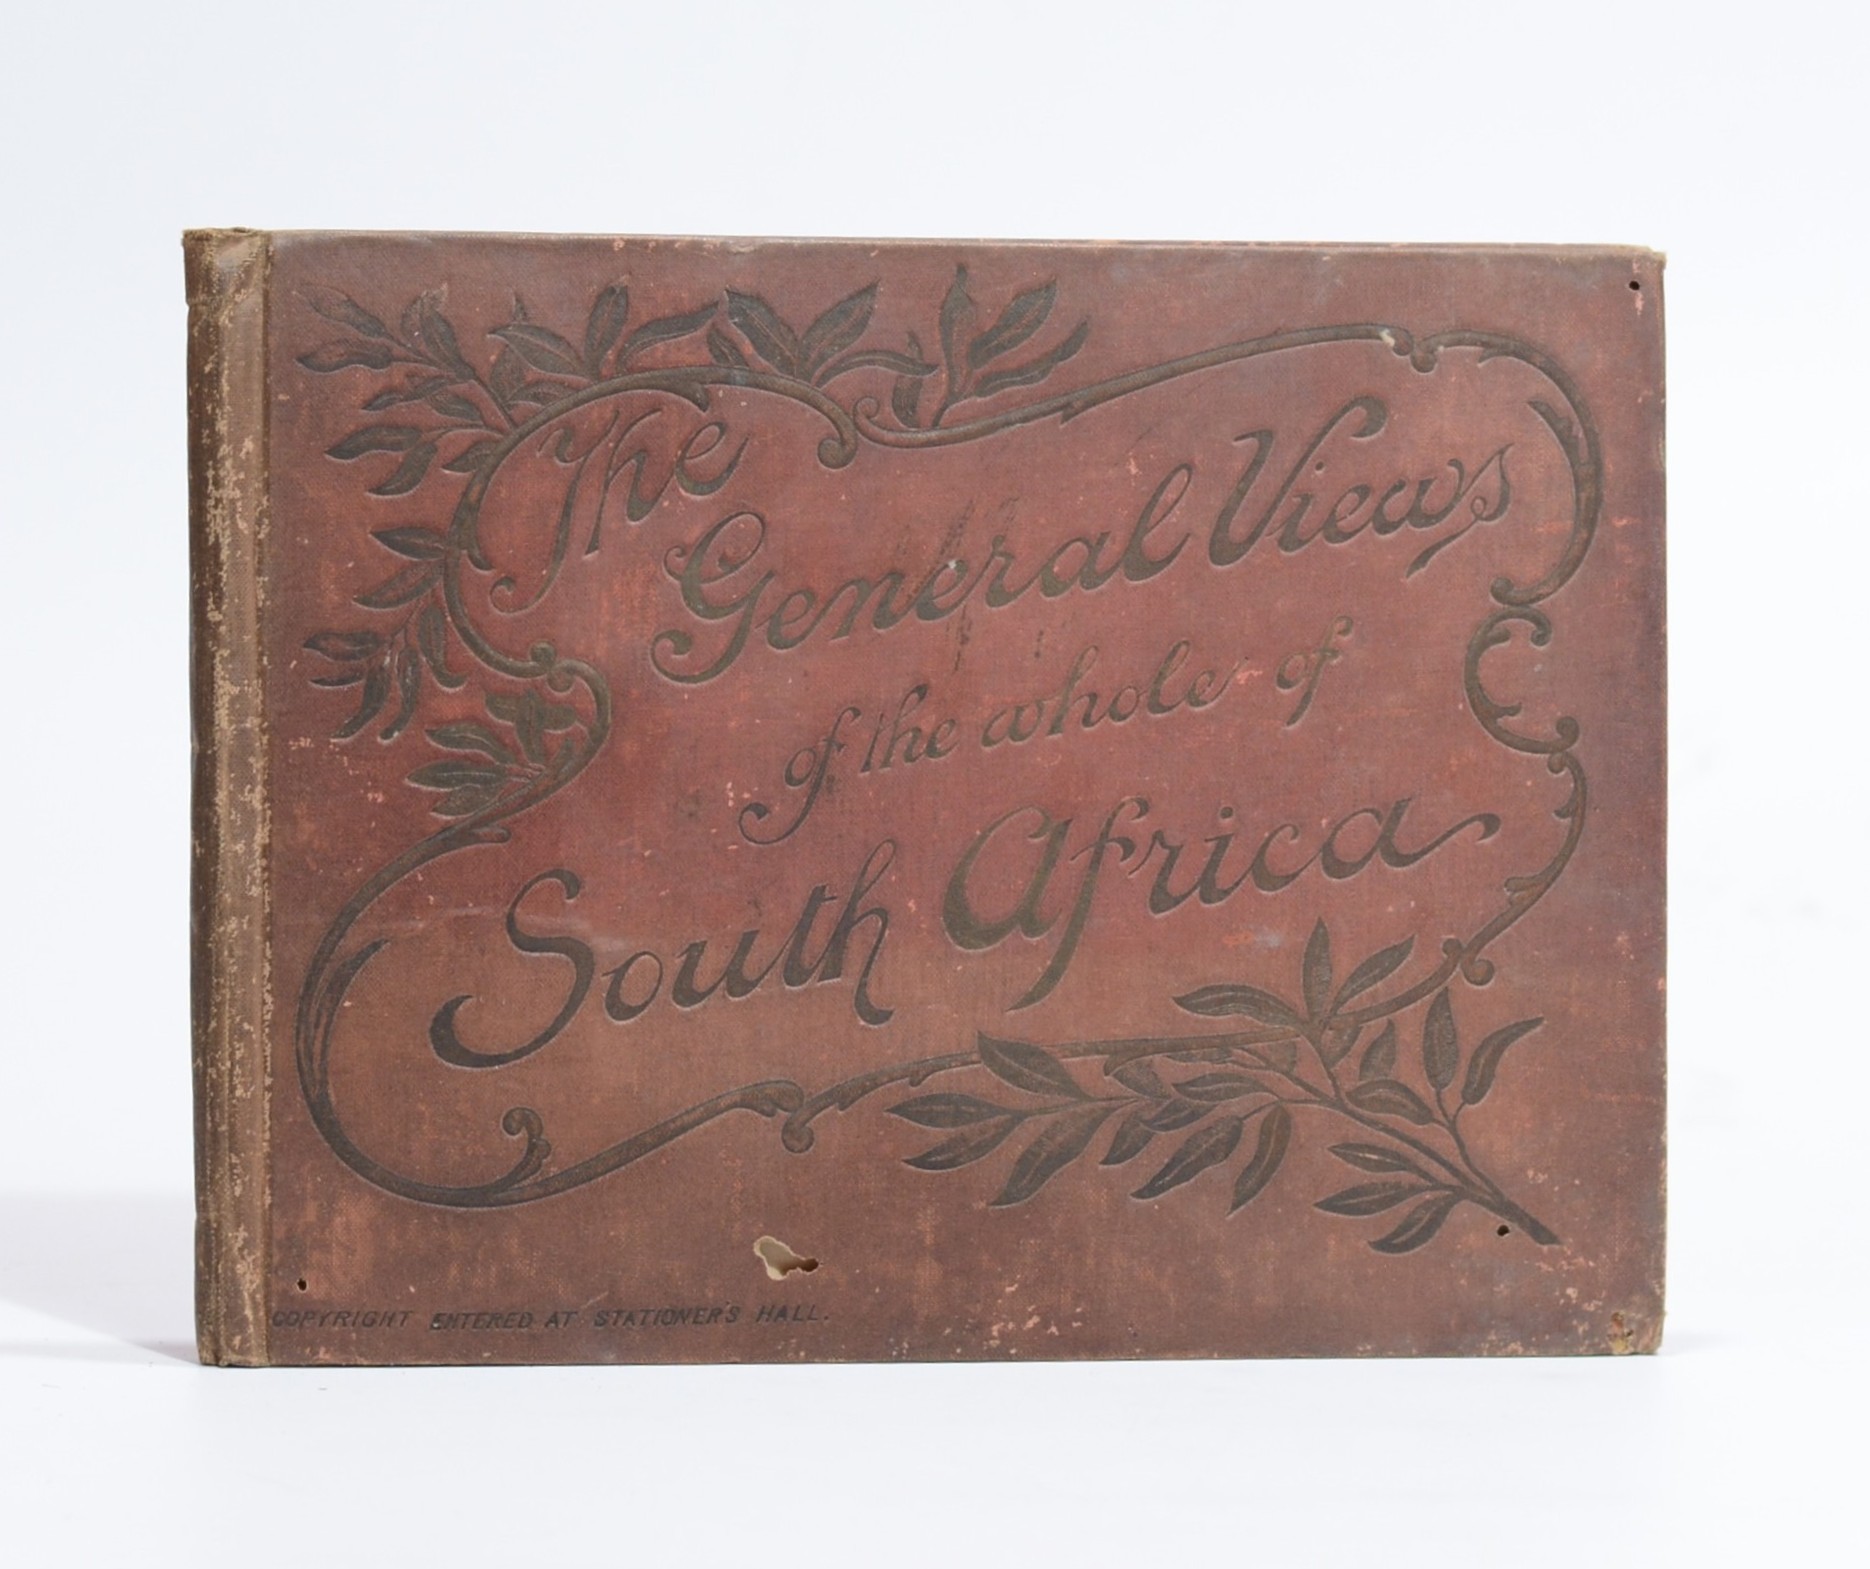 The
General Views
of the whole of
South Africa
COPYRIGHT ENTERED AT STATIONER'S HALL.